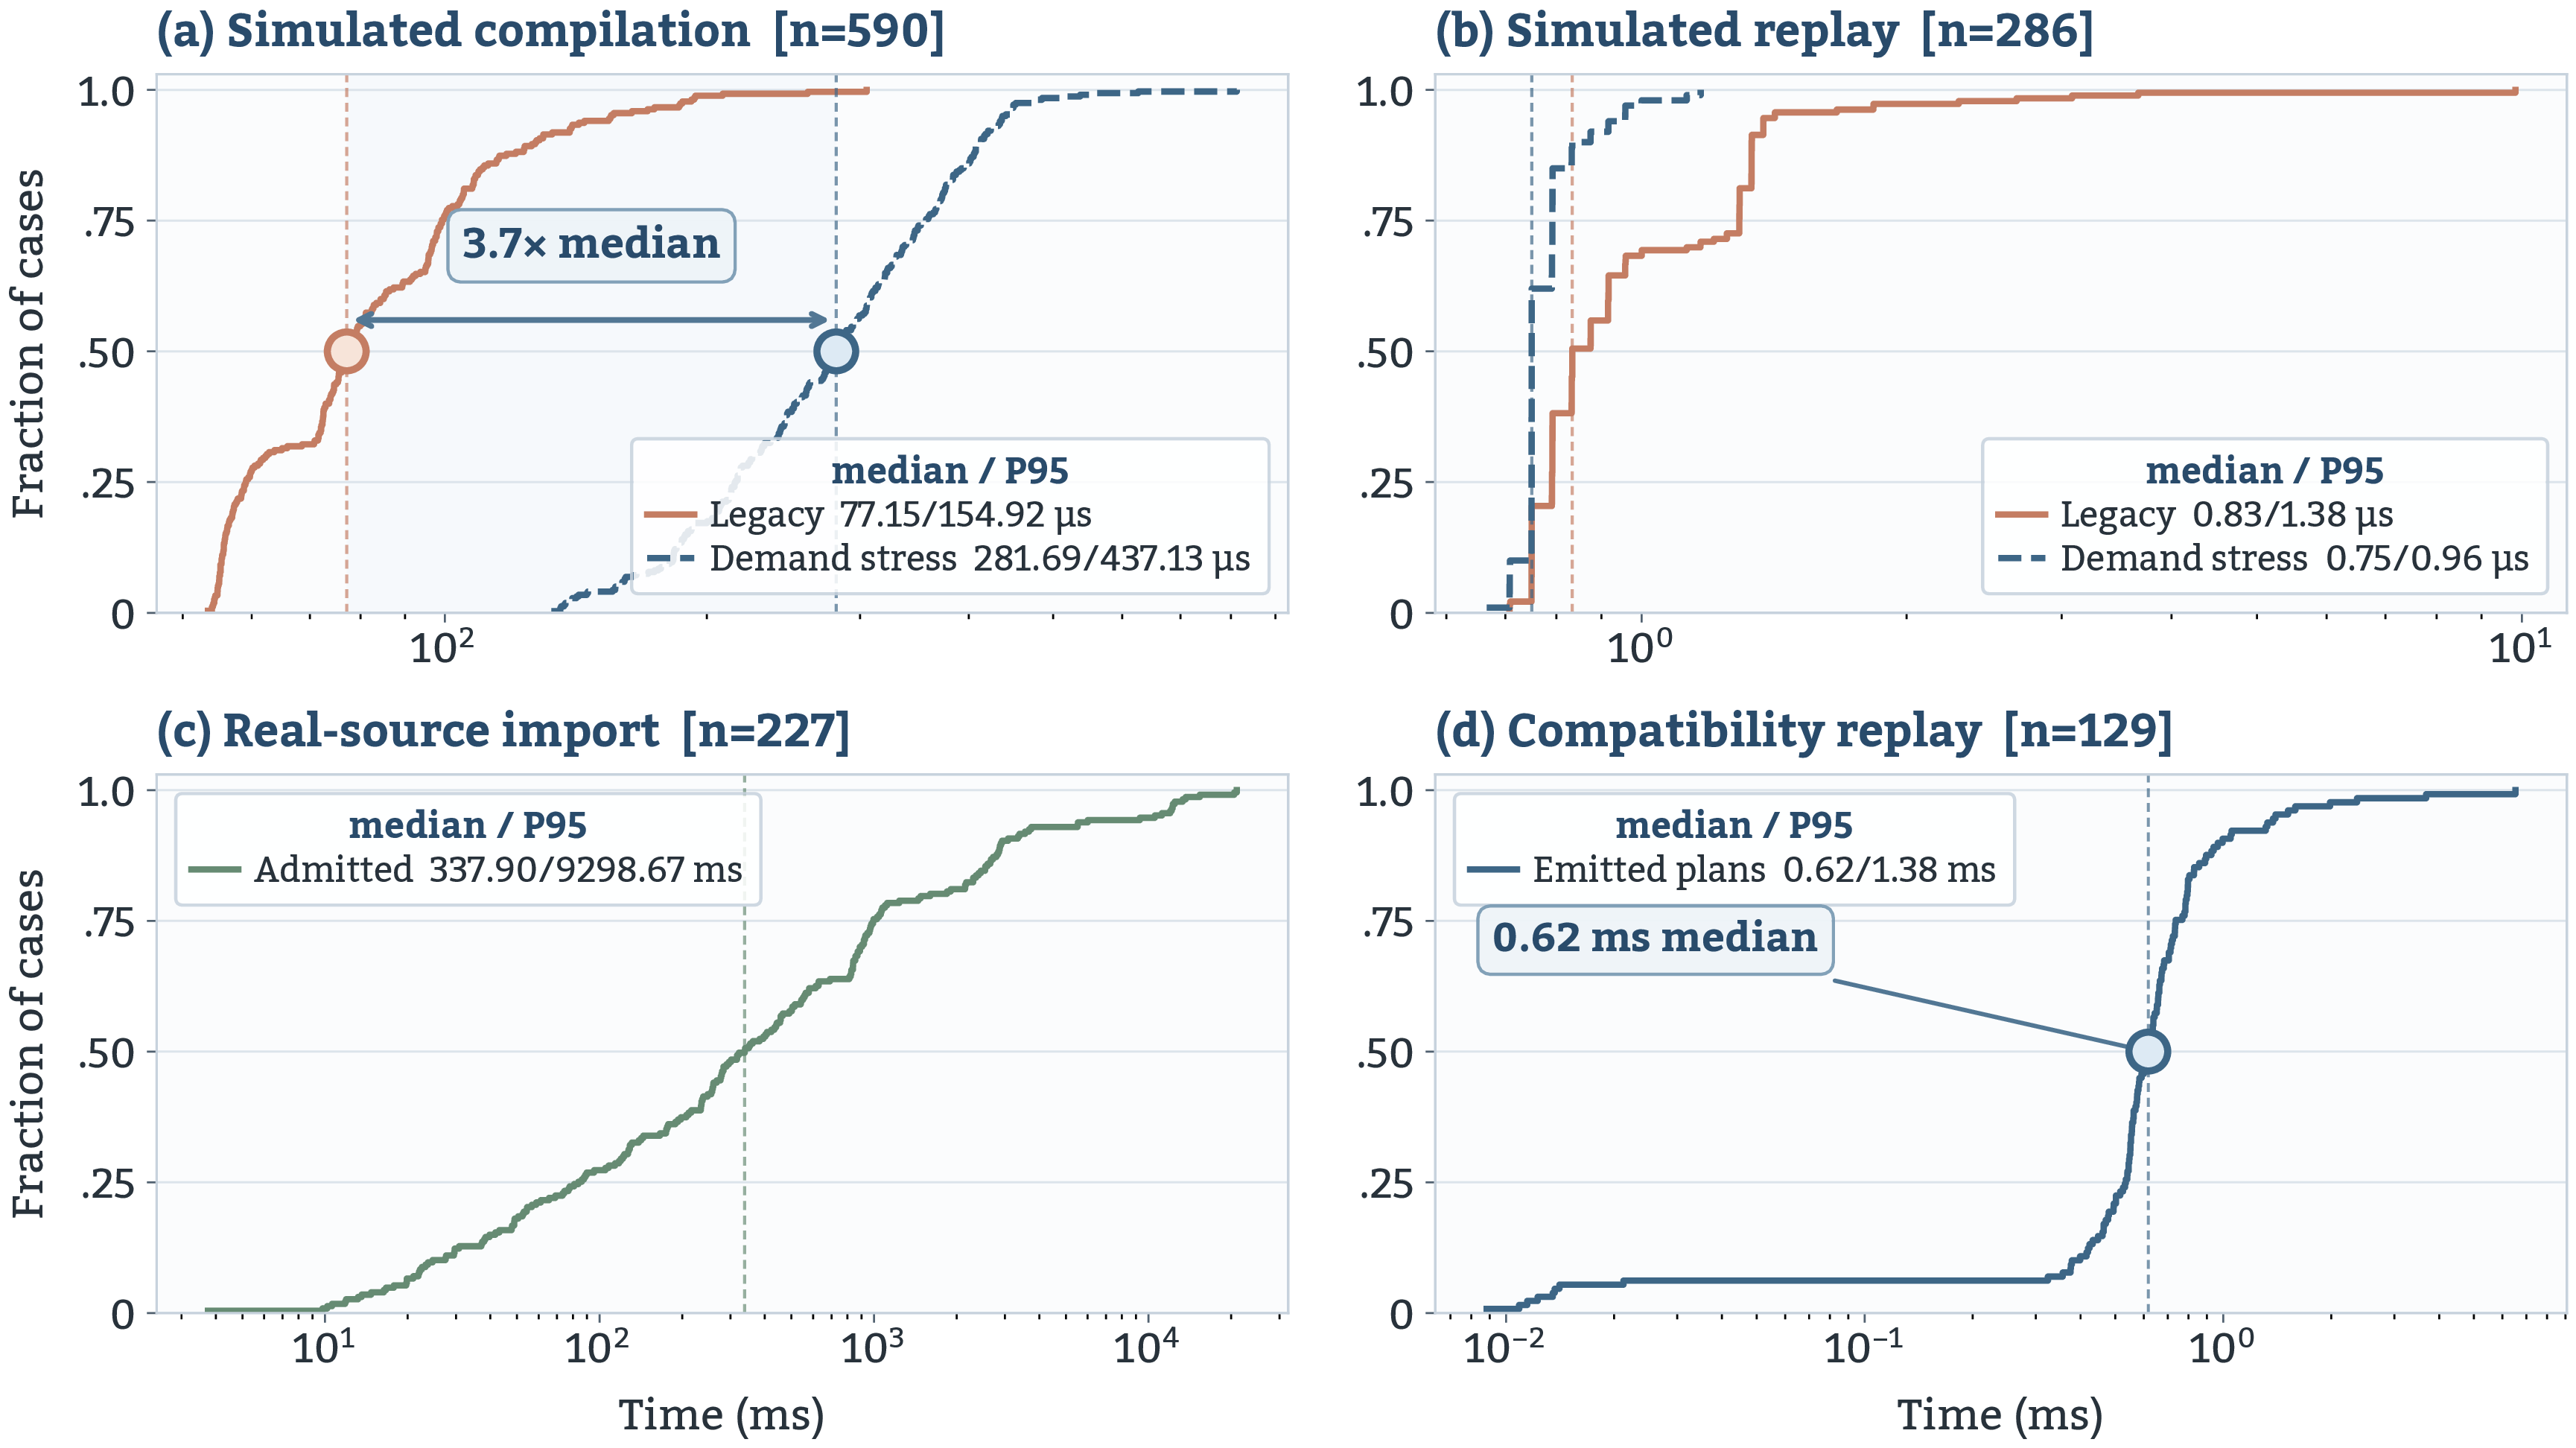 (a) Simulated compilation [n=590]
1.0
.75
.50
.25
0
Fraction of cases
3.7× median
median / P95
Legacy 77.15/154.92 µs
Demand stress 281.69/437.13 µs
10²
(b) Simulated replay [n=286]
1.0
.75
.50
.25
0
median / P95
Legacy 0.83/1.38 µs
Demand stress 0.75/0.96 µs
10⁰
10¹
(c) Real-source import [n=227]
1.0
.75
.50
.25
0
Fraction of cases
median / P95
Admitted 337.90/9298.67 ms
10¹
10²
10³
10⁴
Time (ms)
(d) Compatibility replay [n=129]
1.0
.75
.50
.25
0
median / P95
Emitted plans 0.62/1.38 ms
0.62 ms median
10⁻²
10⁻¹
10⁰
Time (ms)